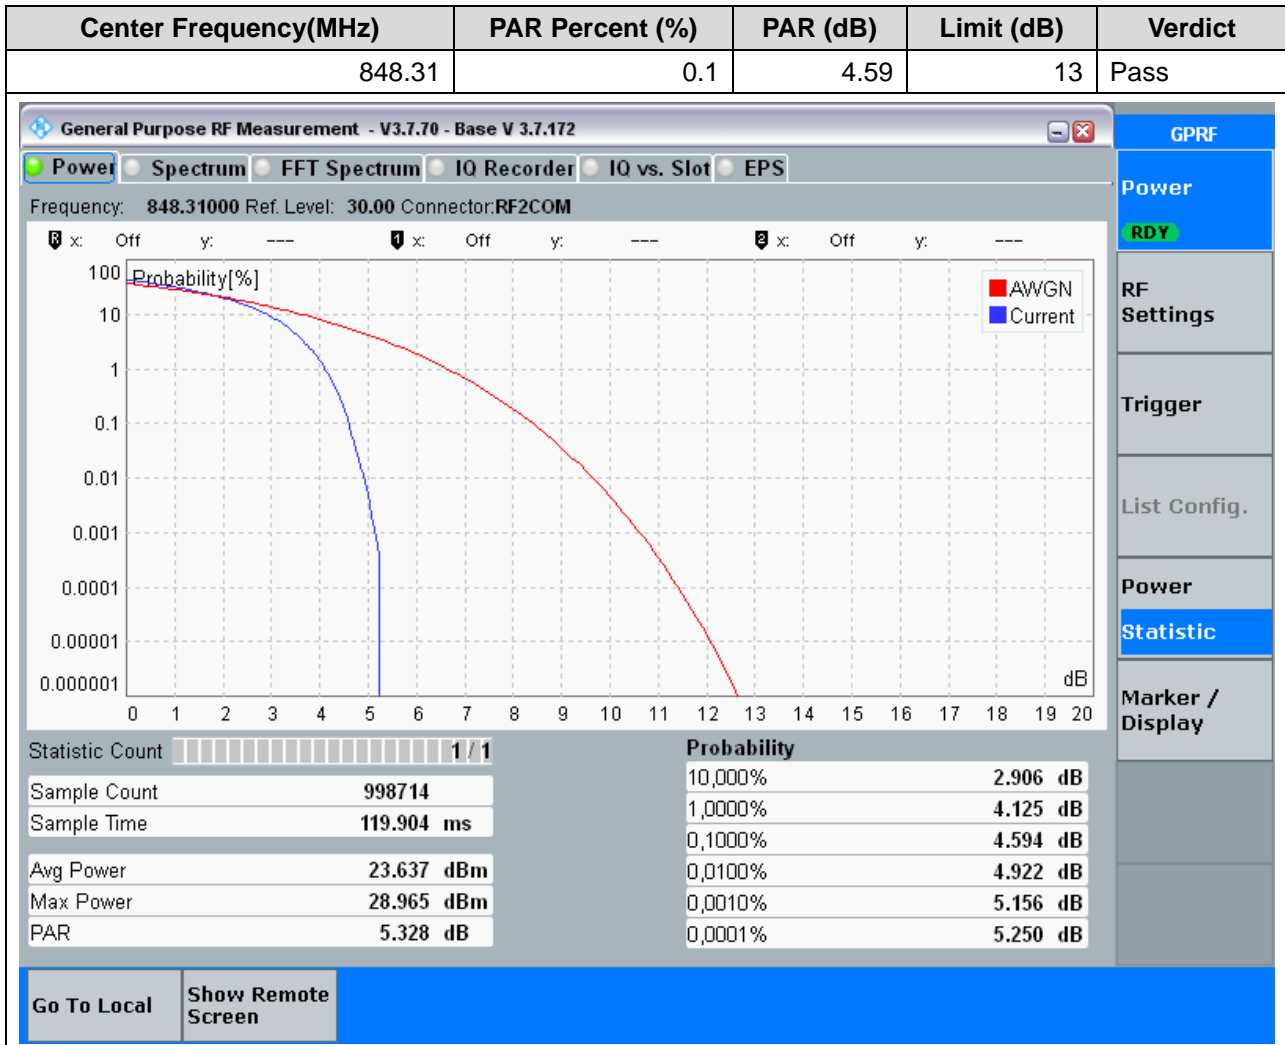 Center Frequency(MHz) PAR Percent (%) PAR (dB) Limit (dB) Verdict
848.31 0.1 4.59 13 Pass
General Purpose RF Measurement - V3.7.70 - Base V 3.7.172
GPRF
Power Spectrum FFT Spectrum IQ Recorder IQ vs. Slot EPS
Power
RDY
Frequency: 848.31000 Ref. Level: 30.00 Connector:RF2COM
R x: Off y: --- 1 x: Off y: --- 2 x: Off y: ---
Probability[%]
AWGN
Current
100
10
1
0.1
0.01
0.001
0.0001
0.00001
0.000001
dB
0 1 2 3 4 5 6 7 8 9 10 11 12 13 14 15 16 17 18 19 20
RF
Settings
Trigger
List Config.
Power
Statistic
Marker /
Display
Statistic Count 1 / 1
Sample Count 998714
Sample Time 119.904 ms
Avg Power 23.637 dBm
Max Power 28.965 dBm
PAR 5.328 dB
Probability
10,000% 2.906 dB
1,0000% 4.125 dB
0,1000% 4.594 dB
0,0100% 4.922 dB
0,0010% 5.156 dB
0,0001% 5.250 dB
Go To Local
Show Remote
Screen